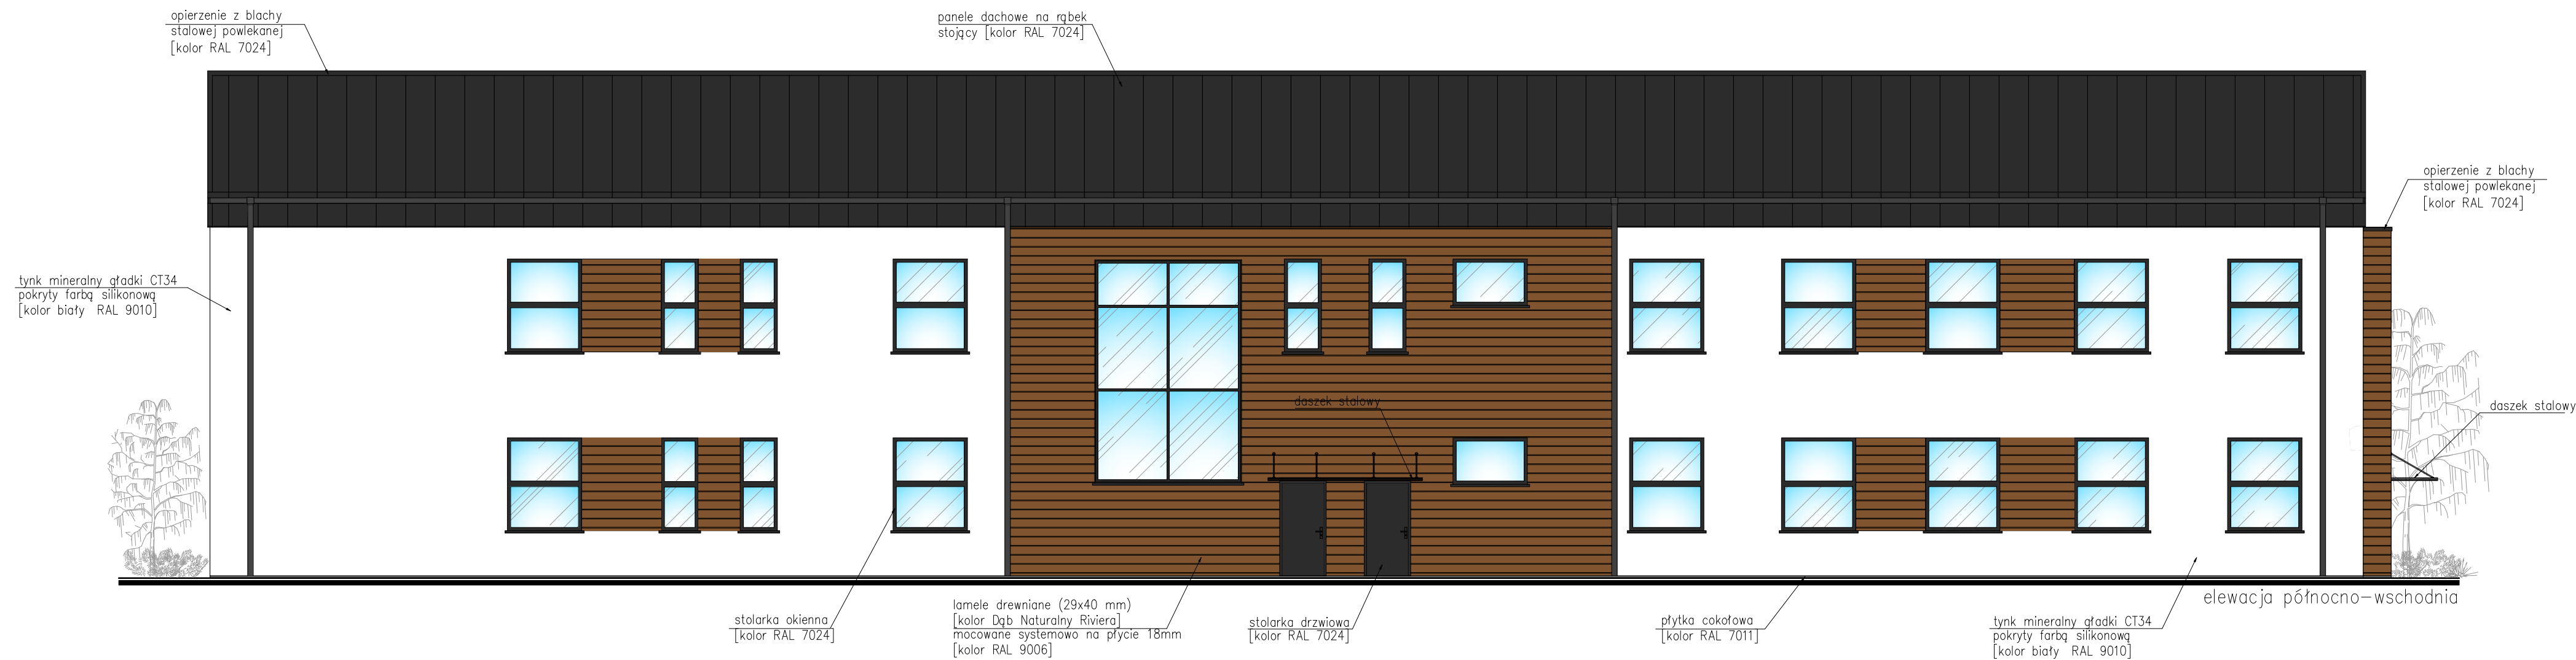 opierzenie z blachy
stalowej powlekanej
[kolor RAL 7024]
panele dachowe na rąbek
stojący [kolor RAL 7024]
opierzenie z blachy
stalowej powlekanej
[kolor RAL 7024]
tynk mineralny gładki CT34
pokryty farbą silikonową
[kolor biały RAL 9010]
daszek stalowy
daszek stalowy
elewacja północno-wschodnia
stolarka okienna
[kolor RAL 7024]
lamele drewniane (29x40 mm)
[kolor Dąb Naturalny Riviera]
mocowane systemowo na płycie 18mm
[kolor RAL 9006]
stolarka drzwiowa
[kolor RAL 7024]
płytka cokołowa
[kolor RAL 7011]
tynk mineralny gładki CT34
pokryty farbą silikonową
[kolor biały RAL 9010]